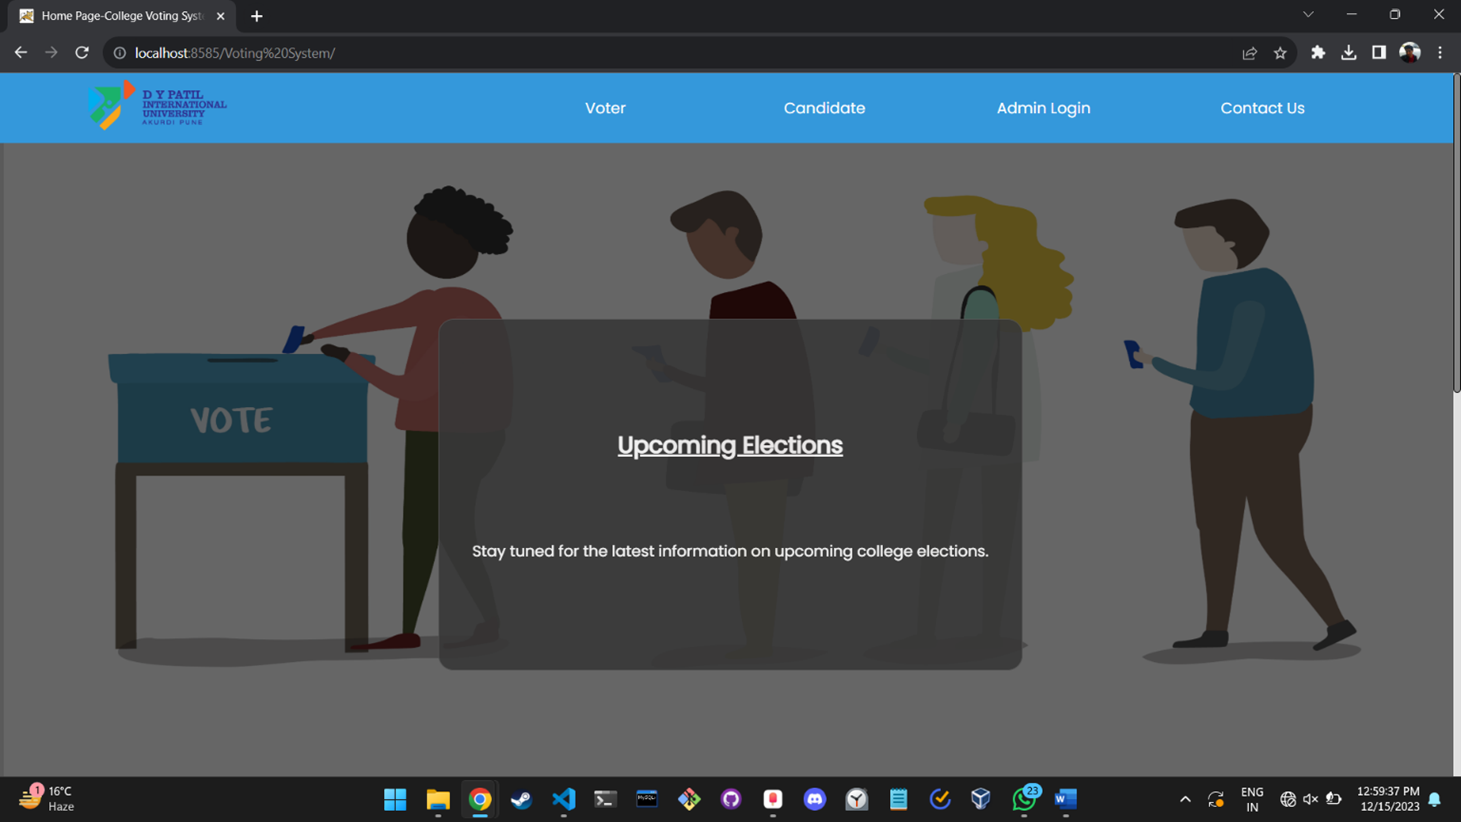 Home Page-College Voting Syst
localhost:8585/Voting%20System/
D Y PATIL
INTERNATIONAL
UNIVERSITY
AKURDI PUNE
Voter
Candidate
Admin Login
Contact Us
VOTE
Upcoming Elections
Stay tuned for the latest information on upcoming college elections.
1
16°C
Haze
MySQL
23
ENG
IN
12:59:37 PM
12/15/2023